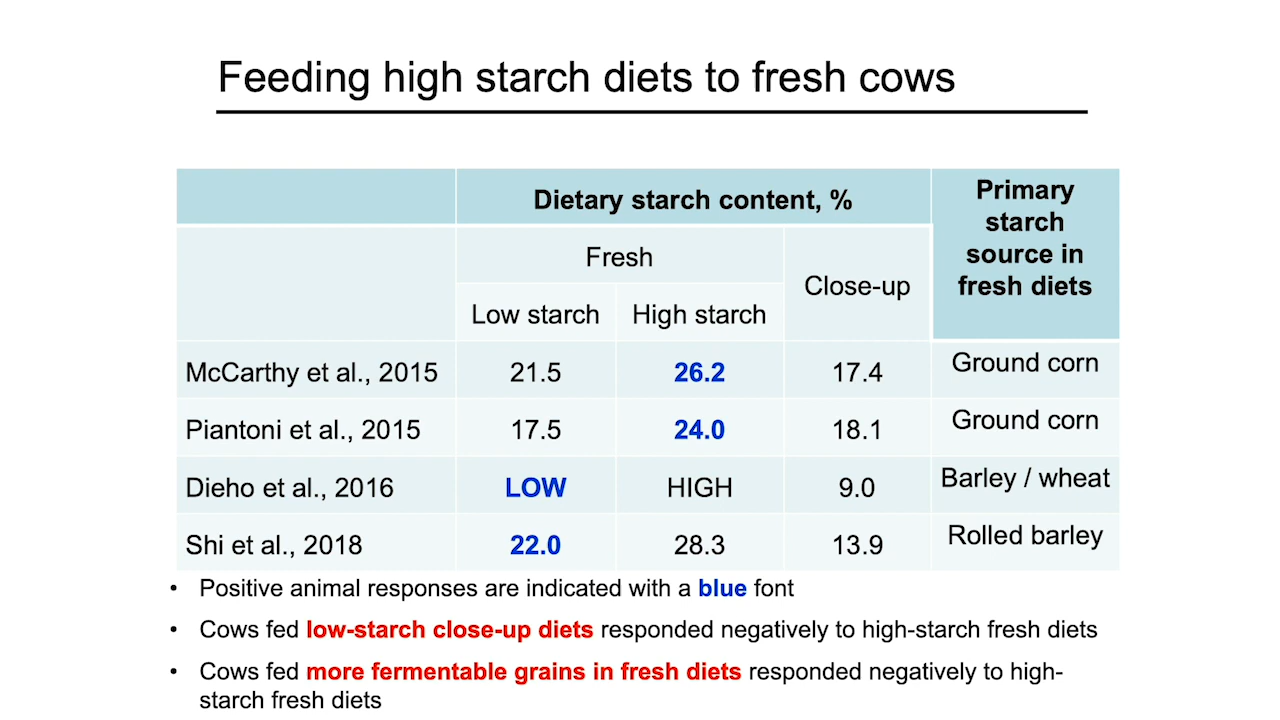 Feeding high starch diets to fresh cows
Dietary starch content, %
Primary
starch
source in
fresh diets
Fresh
Close-up
Low starch
High starch
McCarthy et al., 2015 21.5 26.2 17.4 Ground corn
Piantoni et al., 2015 17.5 24.0 18.1 Ground corn
Dieho et al., 2016 LOW HIGH 9.0 Barley / wheat
Shi et al., 2018 22.0 28.3 13.9 Rolled barley
• Positive animal responses are indicated with a blue font
• Cows fed low-starch close-up diets responded negatively to high-starch fresh diets
• Cows fed more fermentable grains in fresh diets responded negatively to high-
starch fresh diets